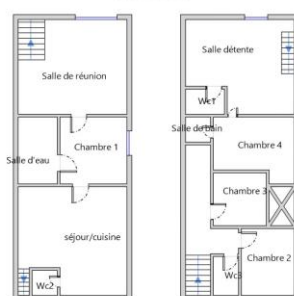 Salle de réunion
Chambre 1
Salle d'eau
séjour/cuisine
Wc2
Salle détente
Wc1
Salle de bain
Chambre 4
Chambre 3
Wc3
Chambre 2